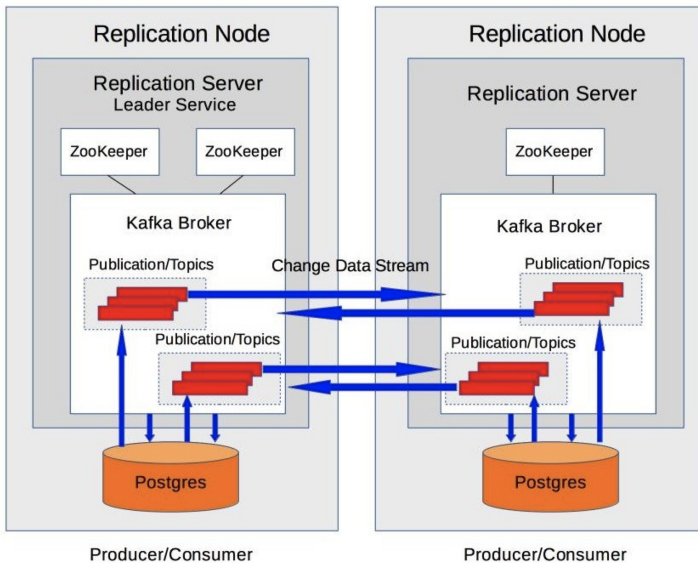 Replication Node
Replication Server
Leader Service
ZooKeeper
ZooKeeper
Kafka Broker
Publication/Topics
Publication/Topics
Postgres
Producer/Consumer
Change Data Stream
Replication Node
Replication Server
ZooKeeper
Kafka Broker
Publication/Topics
Publication/Topics
Postgres
Producer/Consumer